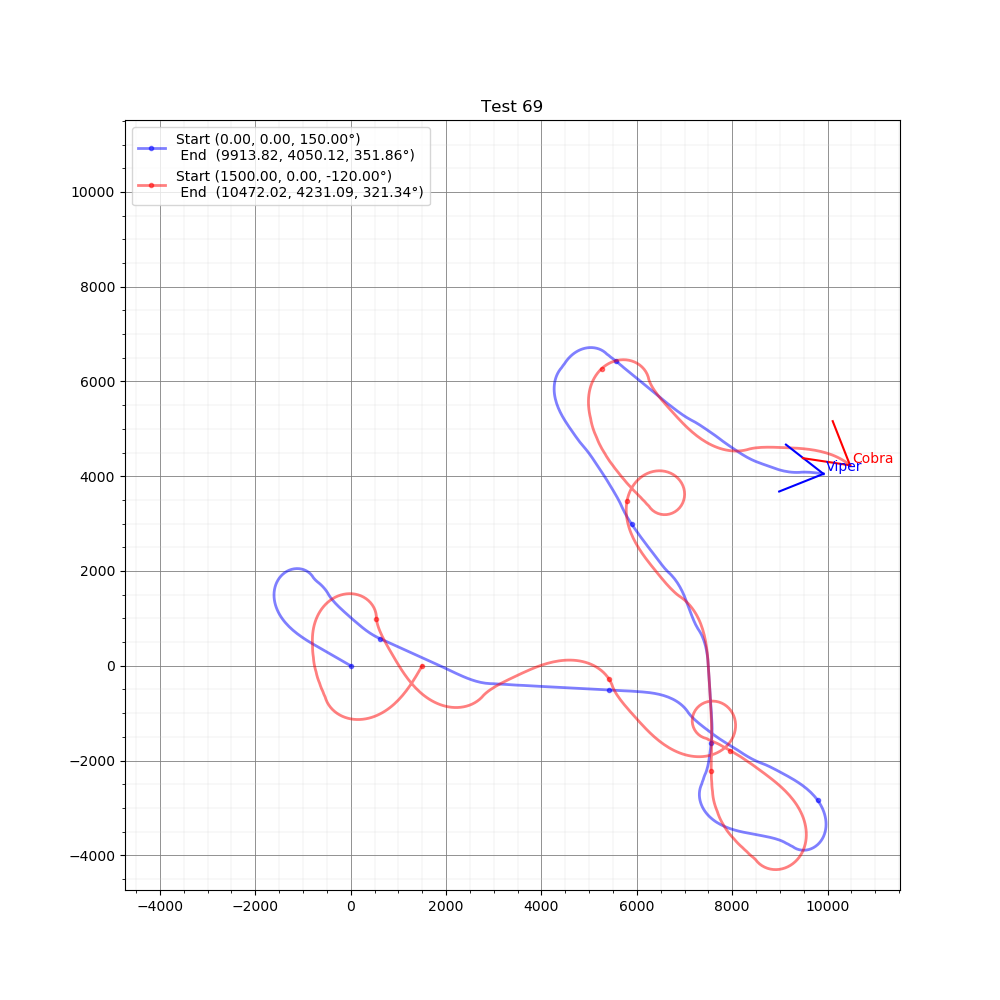 Test 69
Start (0.00, 0.00, 150.00°)
End (9913.82, 4050.12, 351.86°)
Start (1500.00, 0.00, -120.00°)
End (10472.02, 4231.09, 321.34°)
10000
8000
6000
4000
2000
0
−2000
−4000
Cobra
Viper
−4000 −2000 0 2000 4000 6000 8000 10000